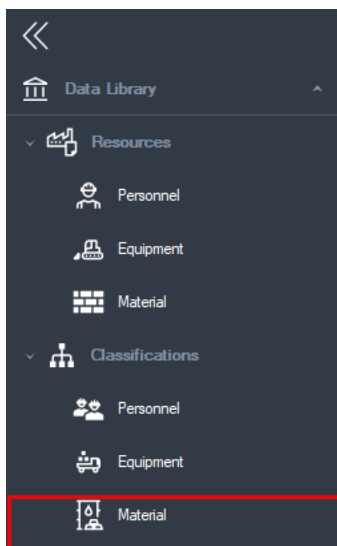 Data Library
Resources
Personnel
Equipment
Material
Classifications
Personnel
Equipment
Material